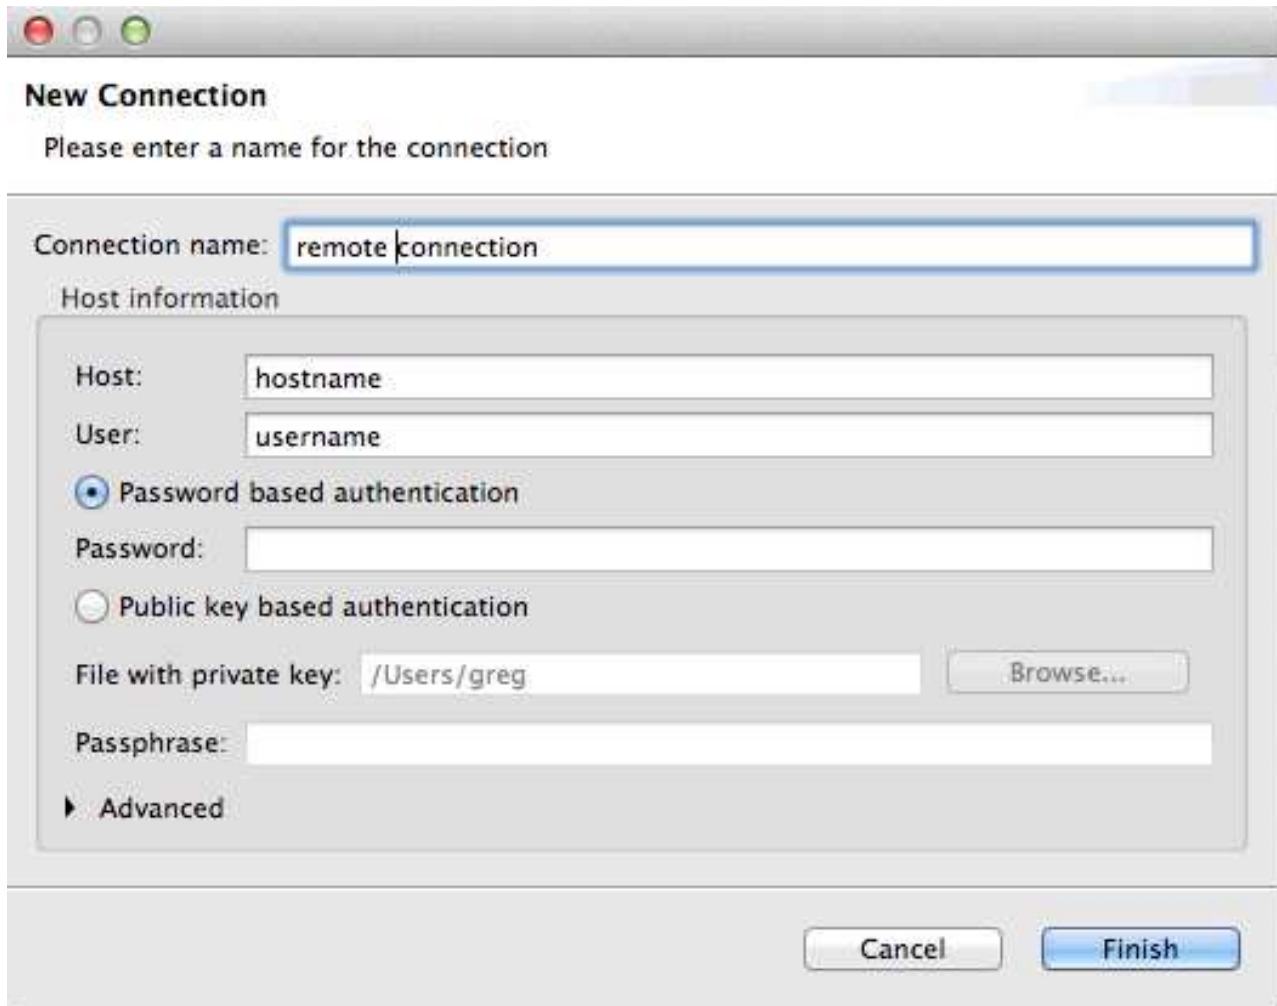 New Connection
Please enter a name for the connection
Connection name: remote connection
Host information
Host: hostname
User: username
Password based authentication
Password:
Public key based authentication
File with private key: /Users/greg Browse...
Passphrase:
Advanced
Cancel Finish